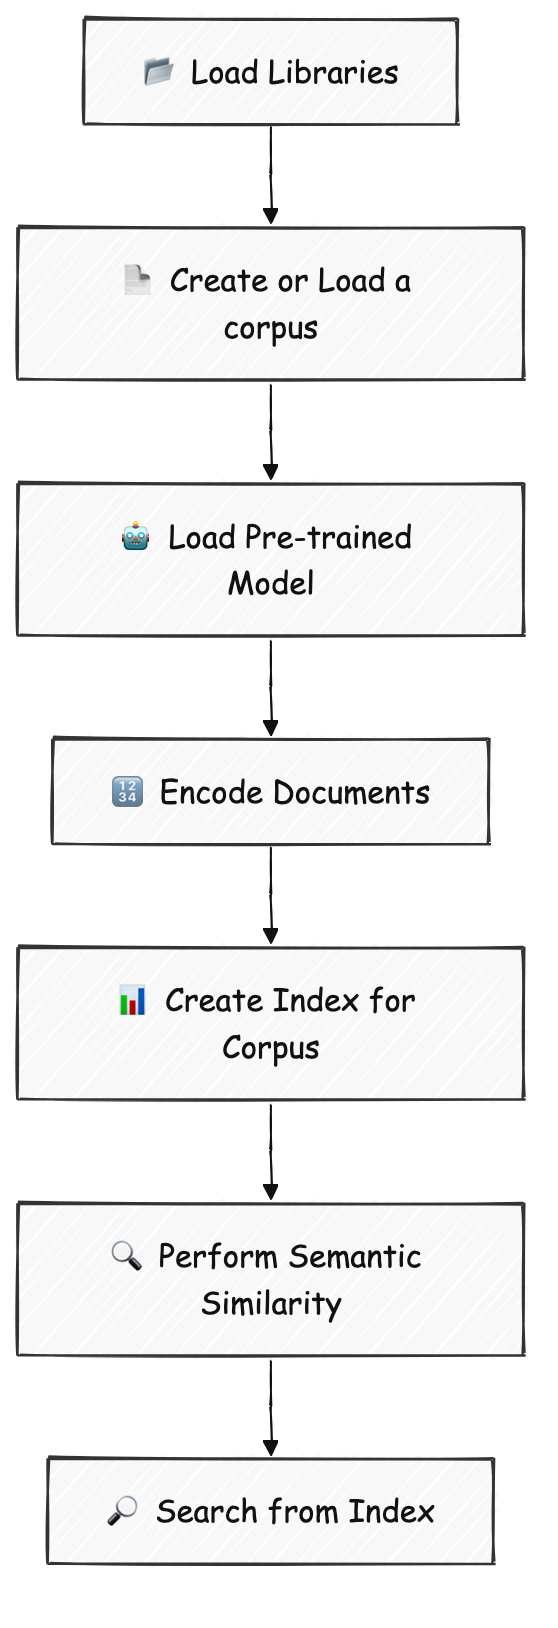 Load Libraries
Create or Load a
corpus
Load Pre-trained
Model
1234 Encode Documents
Create Index for
Corpus
Perform Semantic
Similarity
Search from Index